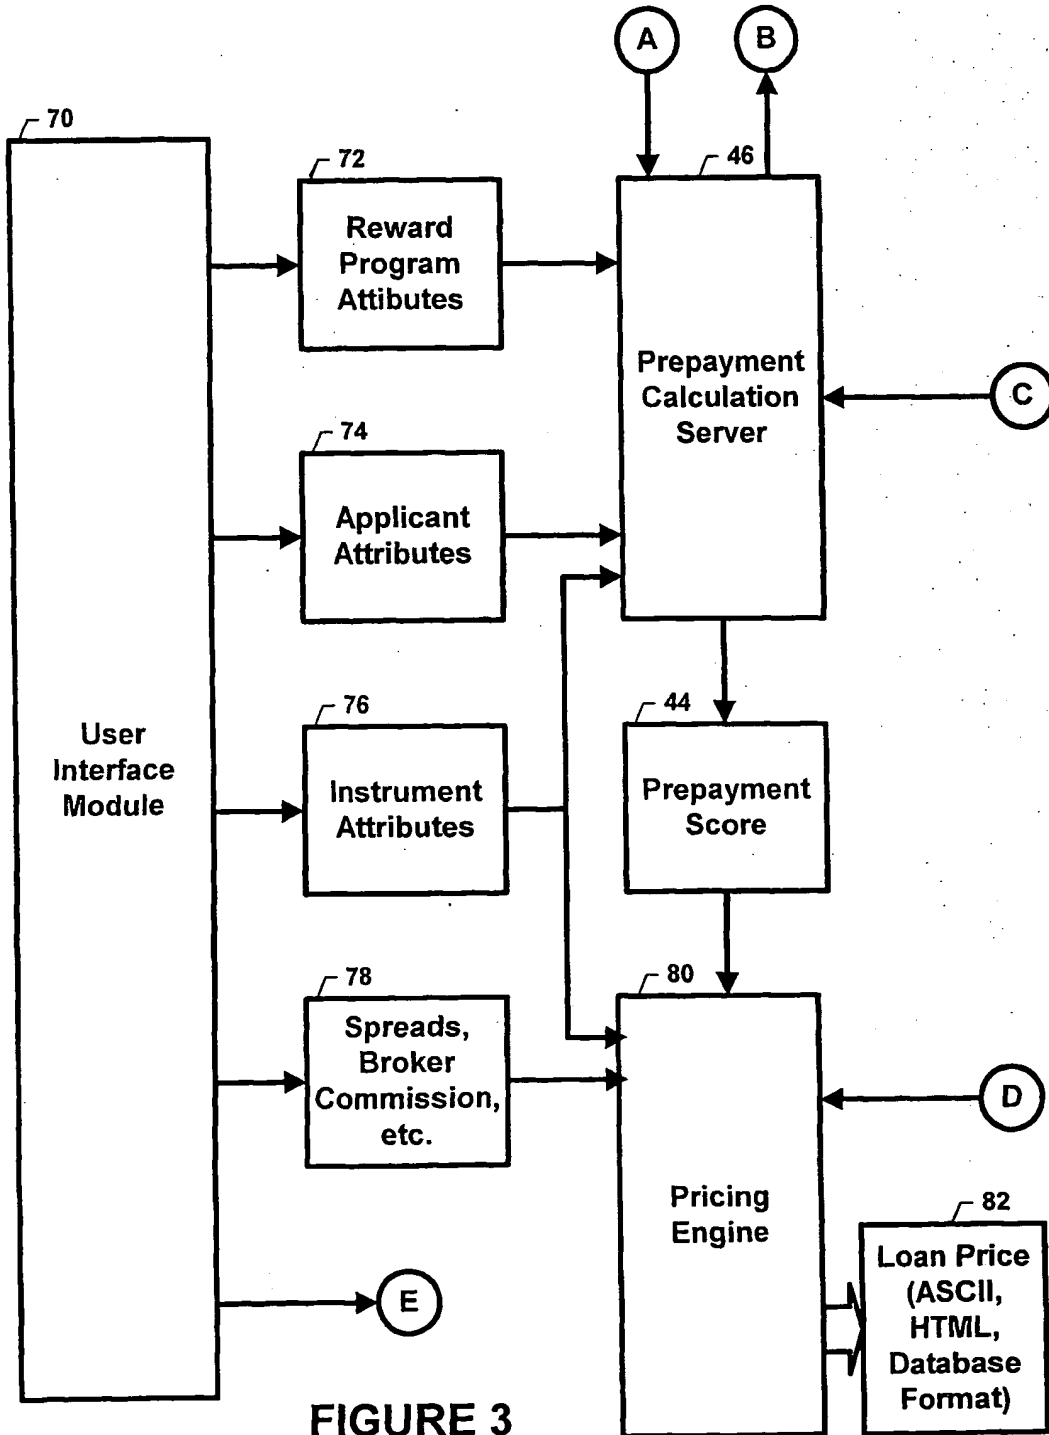 A
B
70
72
46
Reward
Program
Attibutes
Prepayment
Calculation
Server
C
74
Applicant
Attributes
User
Interface
Module
76
Instrument
Attributes
44
Prepayment
Score
78
Spreads,
Broker
Commission,
etc.
80
D
Pricing
Engine
82
Loan Price
(ASCII,
HTML,
Database
Format)
E
FIGURE 3